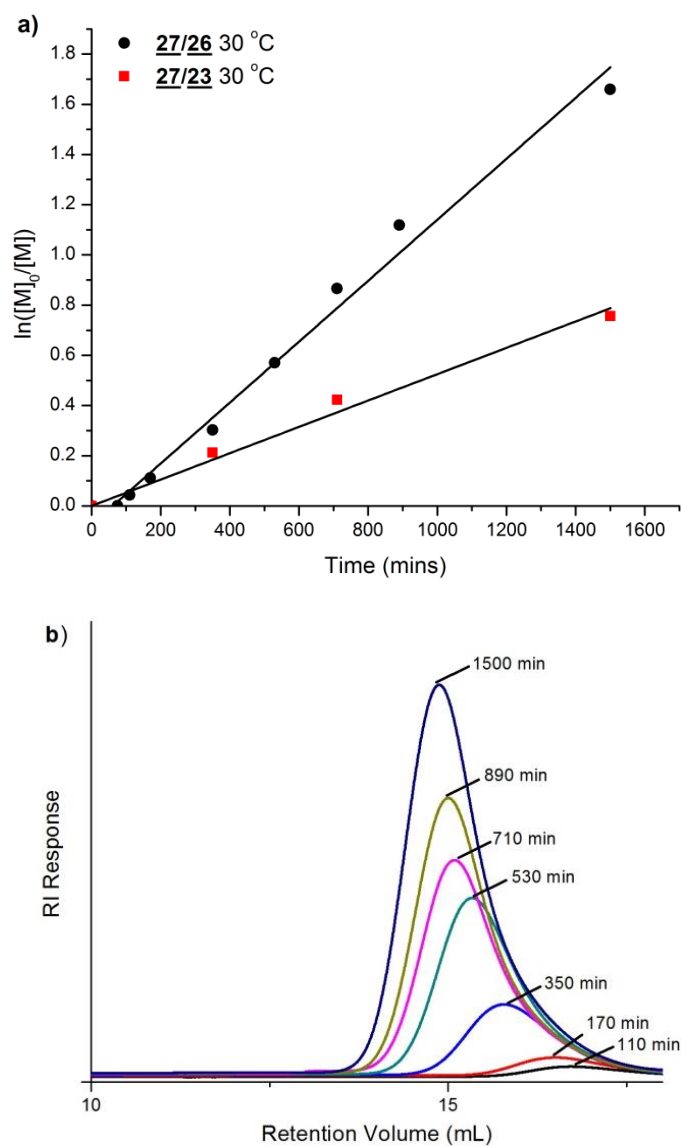 a)
27/26 30 °C
27/23 30 °C
1.8
1.6
1.4
1.2
1.0
0.8
0.6
0.4
0.2
0.0
ln([M]₀/[M])
0 200 400 600 800 1000 1200 1400 1600
Time (mins)
b)
1500 min
890 min
710 min
530 min
350 min
170 min
110 min
RI Response
10 15
Retention Volume (mL)